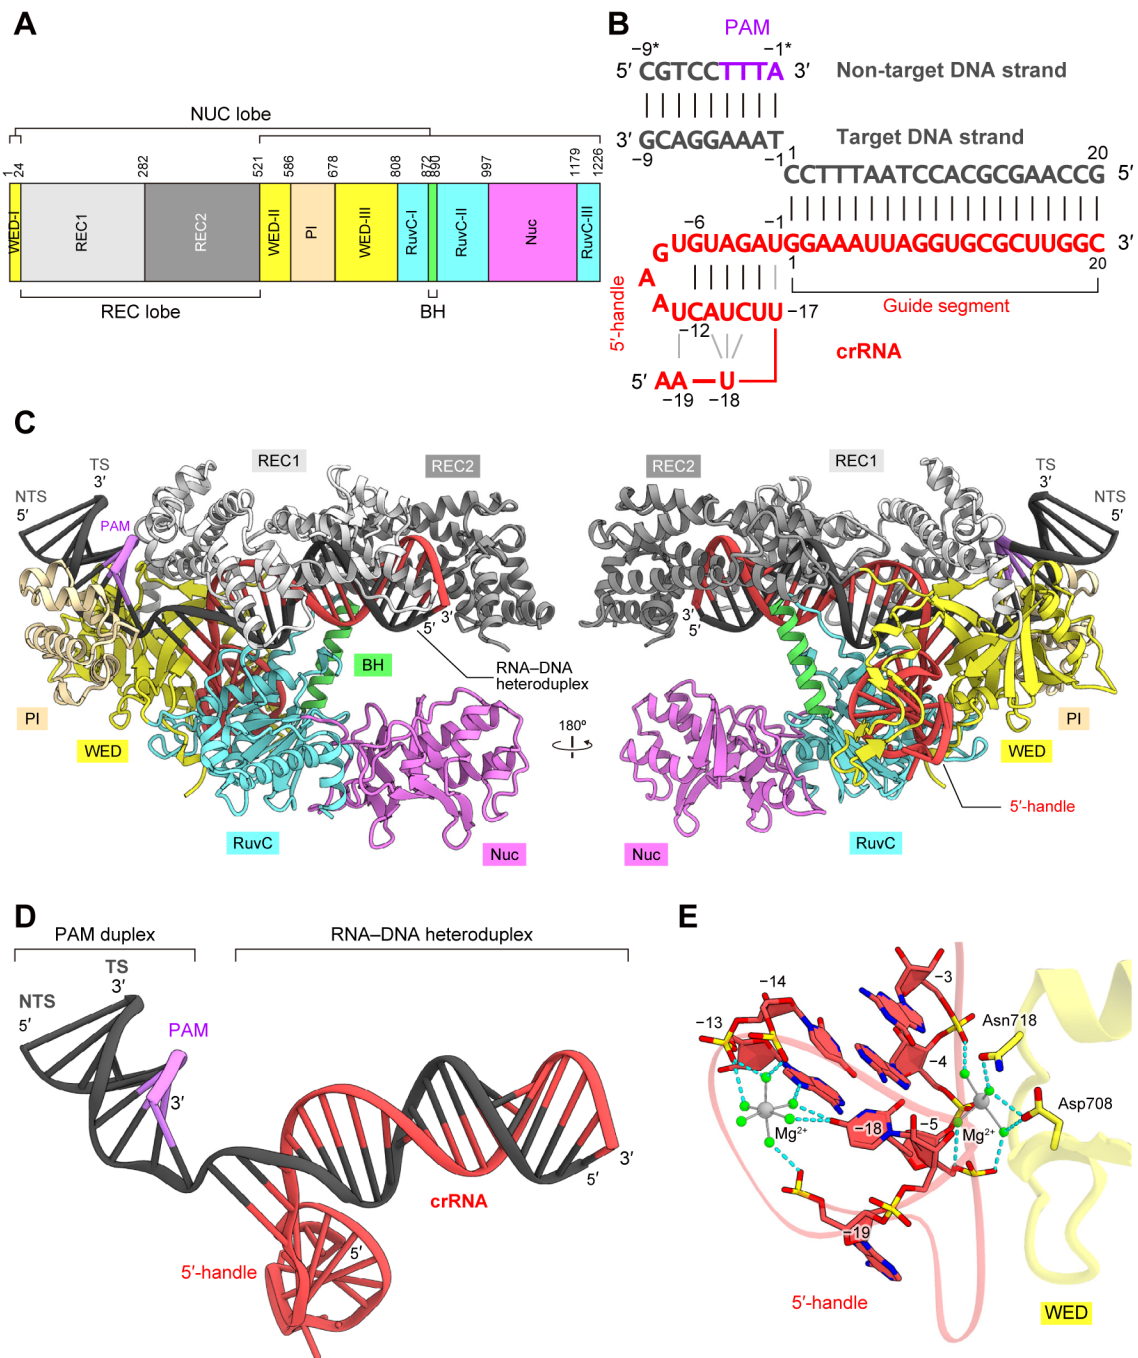 A
NUC lobe
1
24
282
521
586
678
808
872
890
997
1179
1226
WED-I
REC1
REC2
WED-II
PI
WED-III
RuvC-I
RuvC-II
Nuc
RuvC-III
REC lobe
BH
B
PAM
−9*
−1*
5′ CGTCCTTTA 3′ Non-target DNA strand
3′ GCAGGAAAT Target DNA strand
−9
−1
1
20
CCTTTAATCCACGCGAACCG 5′
−6
−1
UGUAGAUGGAAAUUAGGUGCGCUUGGC 3′
1
20
G
A
A
UCAUCUU −17
−12
Guide segment
5′-handle
crRNA
5′ AA U
−19
−18
C
REC1
REC2
TS
3′
NTS
5′
PAM
3′
5′
BH
RNA–DNA
heteroduplex
PI
WED
RuvC
Nuc
180º
REC2
REC1
TS
3′
NTS
5′
3′
5′
PI
WED
5′-handle
RuvC
Nuc
D
PAM duplex
RNA–DNA heteroduplex
TS
3′
NTS
5′
PAM
3′
3′
5′
crRNA
5′
5′-handle
E
−14
−3
−13
Asn718
−4
Asp708
−18
−5
Mg2+
Mg2+
−19
5′-handle
WED